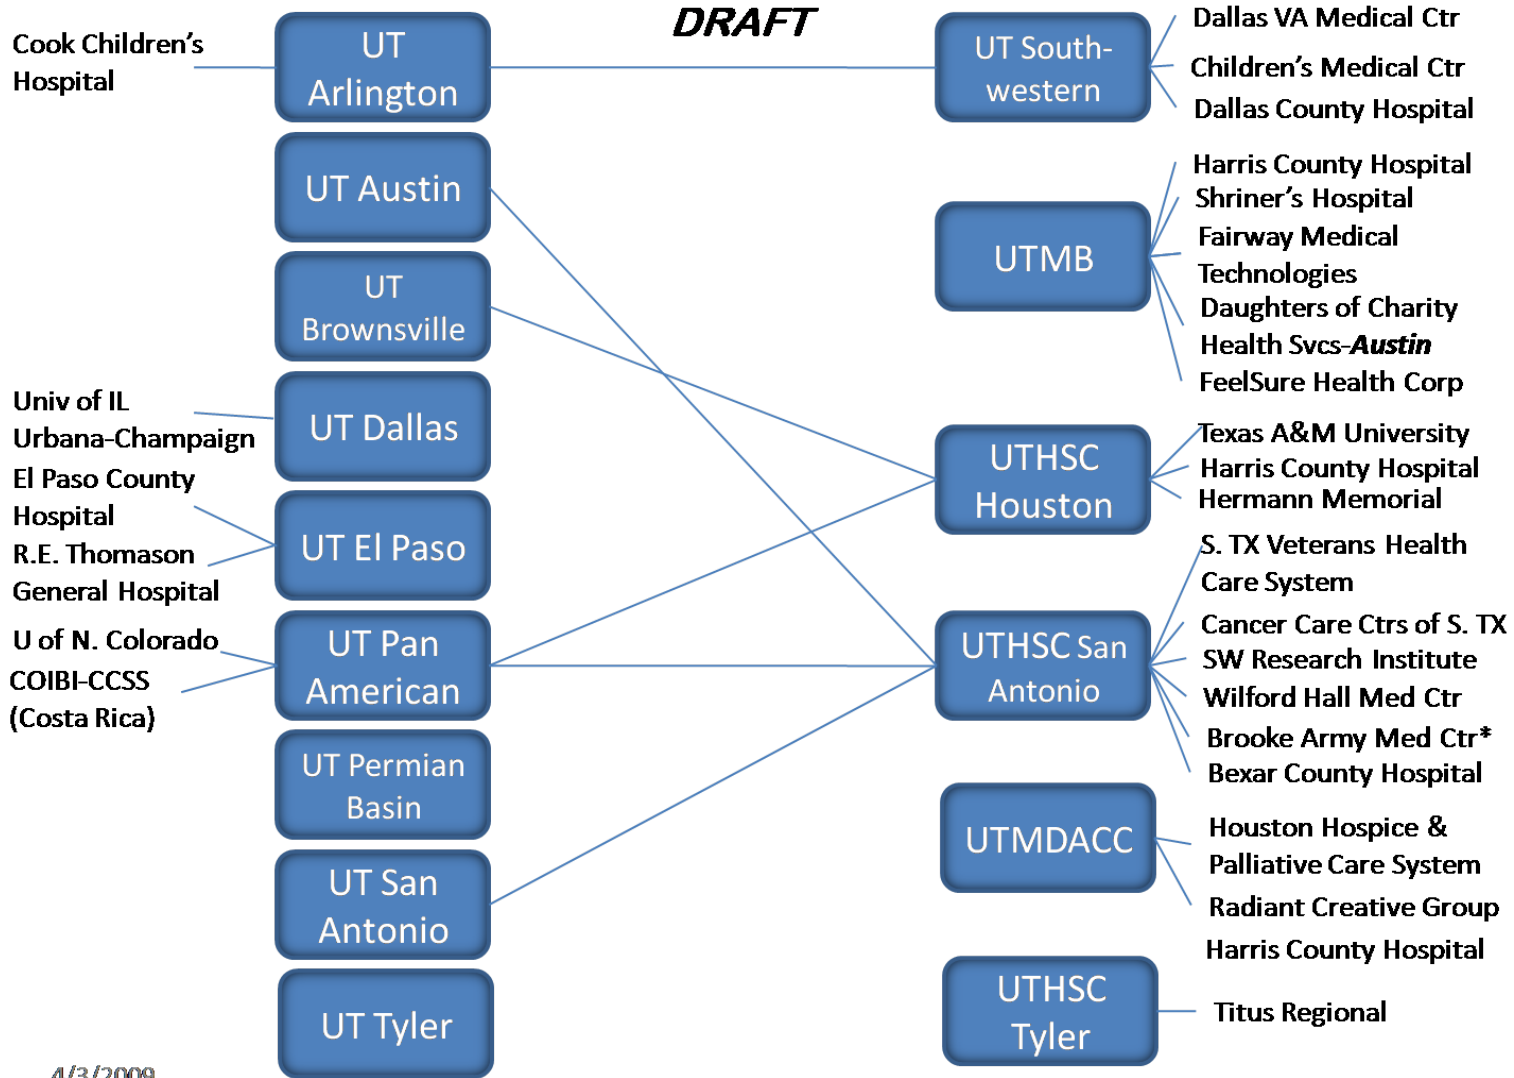 DRAFT
Cook Children's
Hospital
UT
Arlington
UT Austin
UT
Brownsville
Univ of IL
Urbana-Champaign
UT Dallas
El Paso County
Hospital
R.E. Thomason
General Hospital
UT El Paso
U of N. Colorado
COIBI-CCSS
(Costa Rica)
UT Pan
American
UT Permian
Basin
UT San
Antonio
UT Tyler
4/3/2009
UT South-
western
Dallas VA Medical Ctr
Children's Medical Ctr
Dallas County Hospital
UTMB
Harris County Hospital
Shriner's Hospital
Fairway Medical
Technologies
Daughters of Charity
Health Svcs-Austin
FeelSure Health Corp
UTHSC
Houston
Texas A&M University
Harris County Hospital
Hermann Memorial
UTHSC San
Antonio
S. TX Veterans Health
Care System
Cancer Care Ctrs of S. TX
SW Research Institute
Wilford Hall Med Ctr
Brooke Army Med Ctr*
Bexar County Hospital
UTMDACC
Houston Hospice &
Palliative Care System
Radiant Creative Group
Harris County Hospital
UTHSC
Tyler
Titus Regional